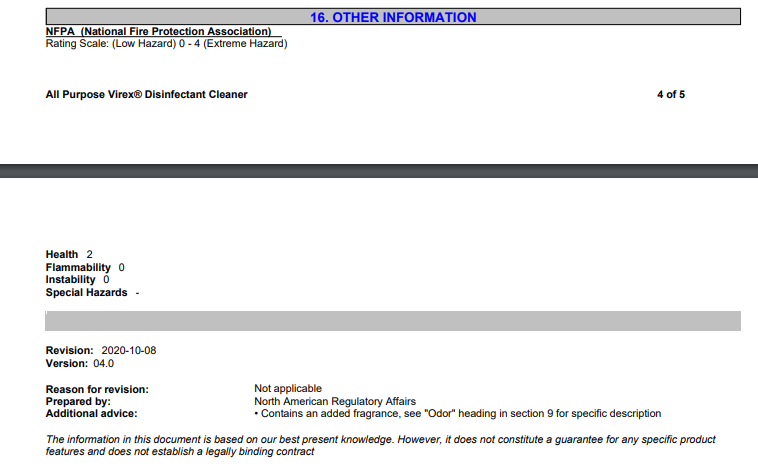 16. OTHER INFORMATION
NFPA (National Fire Protection Association)
Rating Scale: (Low Hazard) 0 - 4 (Extreme Hazard)
All Purpose Virex® Disinfectant Cleaner 4 of 5
Health 2
Flammability 0
Instability 0
Special Hazards -
Revision: 2020-10-08
Version: 04.0
Reason for revision: Not applicable
Prepared by: North American Regulatory Affairs
Additional advice: • Contains an added fragrance, see "Odor" heading in section 9 for specific description
The information in this document is based on our best present knowledge. However, it does not constitute a guarantee for any specific product
features and does not establish a legally binding contract